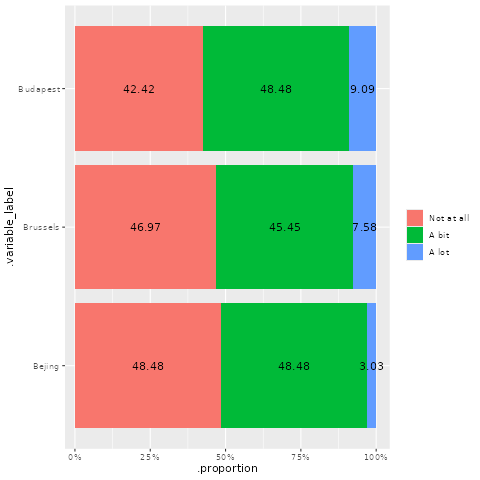 Budapest
42.42 48.48 9.09
Brussels
46.97 45.45 7.58
Bejing
48.48 48.48 3.03
0% 25% 50% 75% 100%
.proportion
.variable_label
Not at all
A bit
A lot